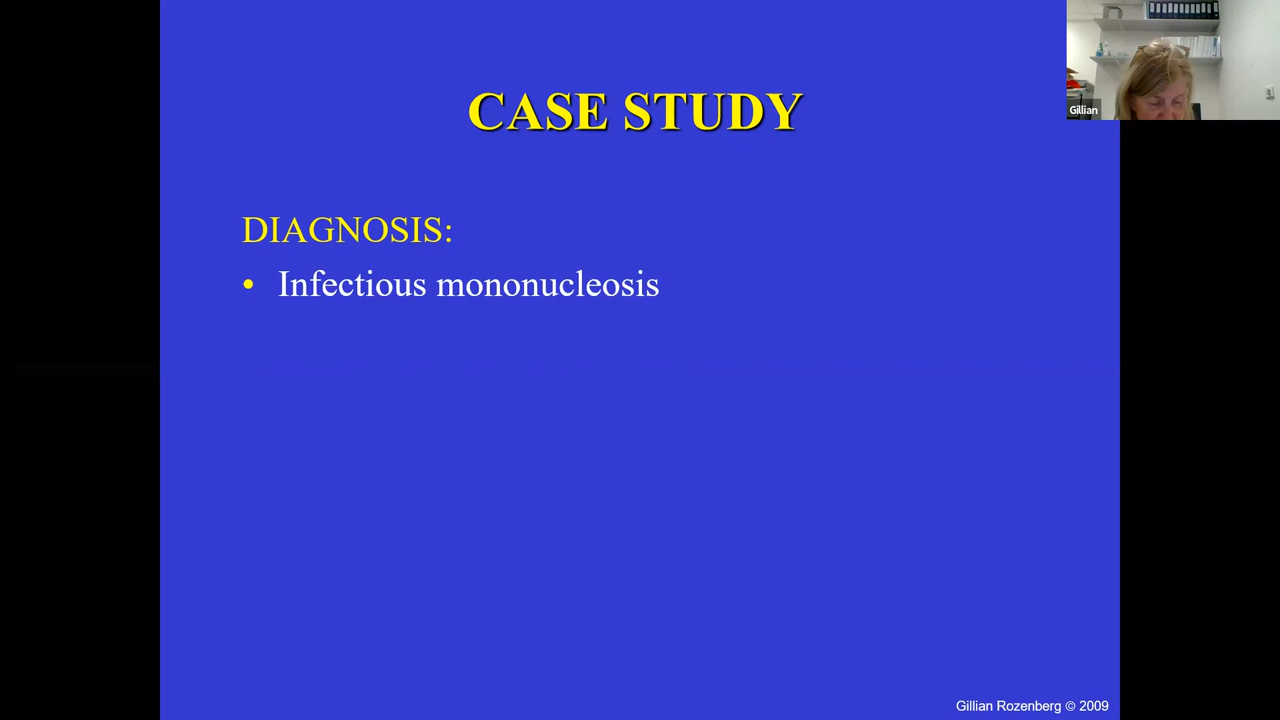 CASE STUDY
Gillian
DIAGNOSIS:
• Infectious mononucleosis
Gillian Rozenberg © 2009